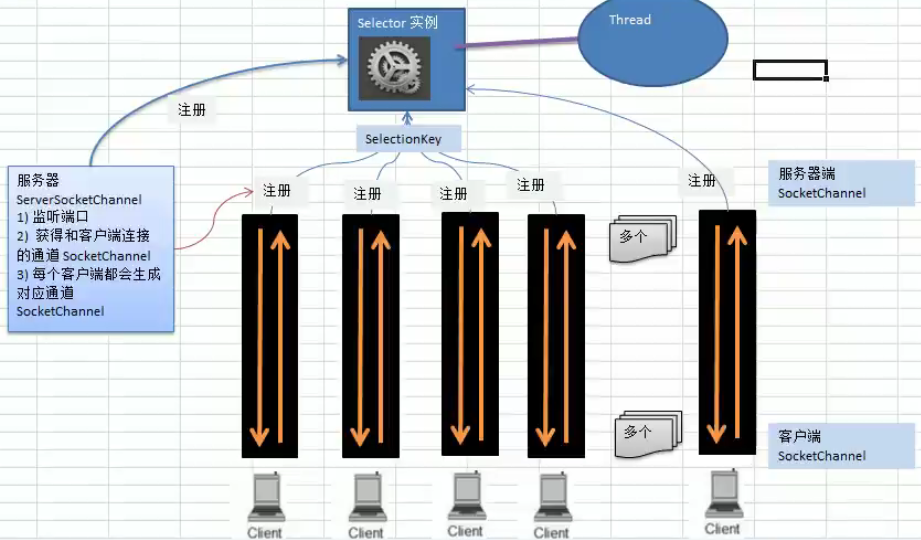 Selector 实例
Thread
注册
SelectionKey
服务器
ServerSocketChannel
1) 监听端口
2) 获得和客户端连接
的通道 SocketChannel
3) 每个客户端都会生成
对应通道
SocketChannel
注册
注册
注册
注册
注册
服务器端
SocketChannel
多个
多个
客户端
SocketChannel
Client
Client
Client
Client
Client